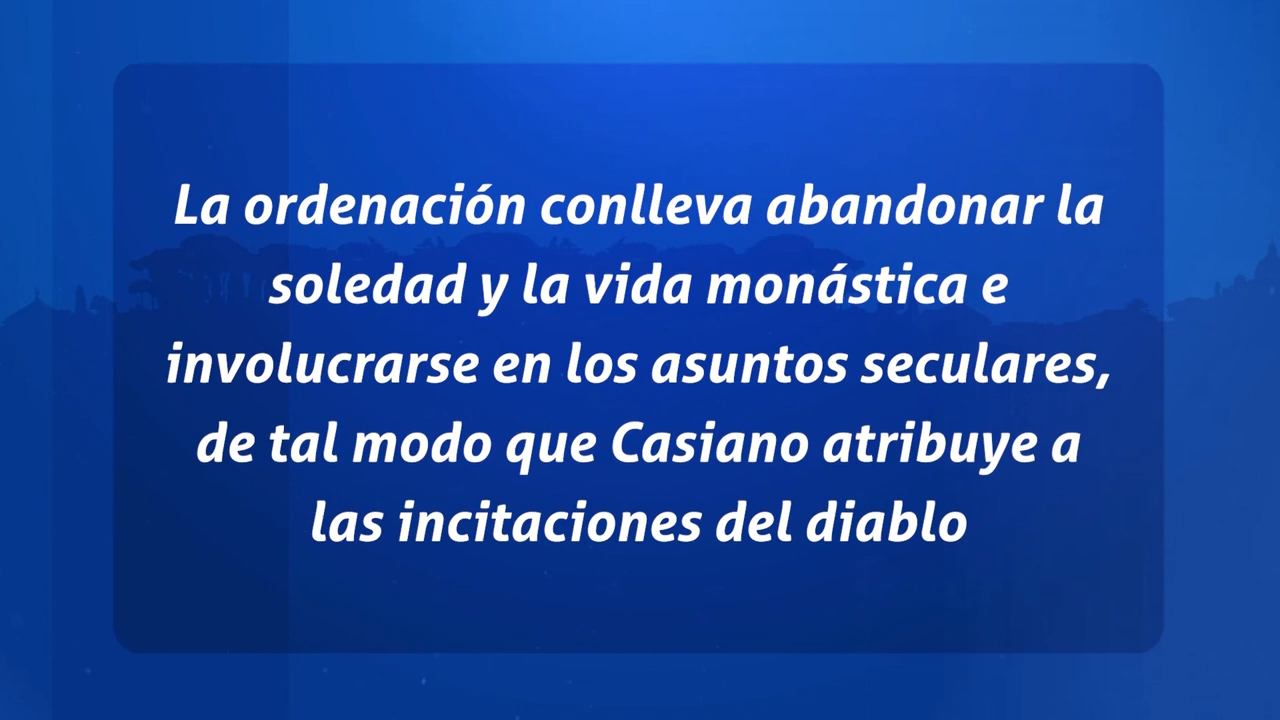 La ordenación conlleva abandonar la
soledad y la vida monástica e
involucrarse en los asuntos seculares,
de tal modo que Casiano atribuye a
las incitaciones del diablo